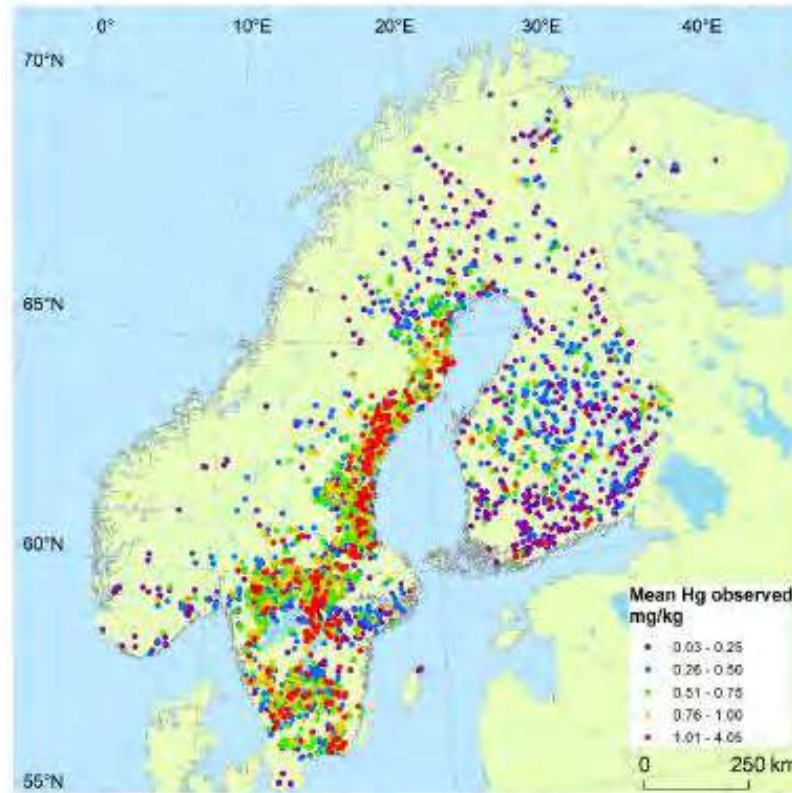 0° 10°E 20°E 30°E 40°E
70°N
65°N
60°N
55°N
Mean Hg observed
mg/kg
0.03 - 0.25
0.26 - 0.50
0.51 - 0.75
0.76 - 1.00
1.01 - 4.05
0 250 km